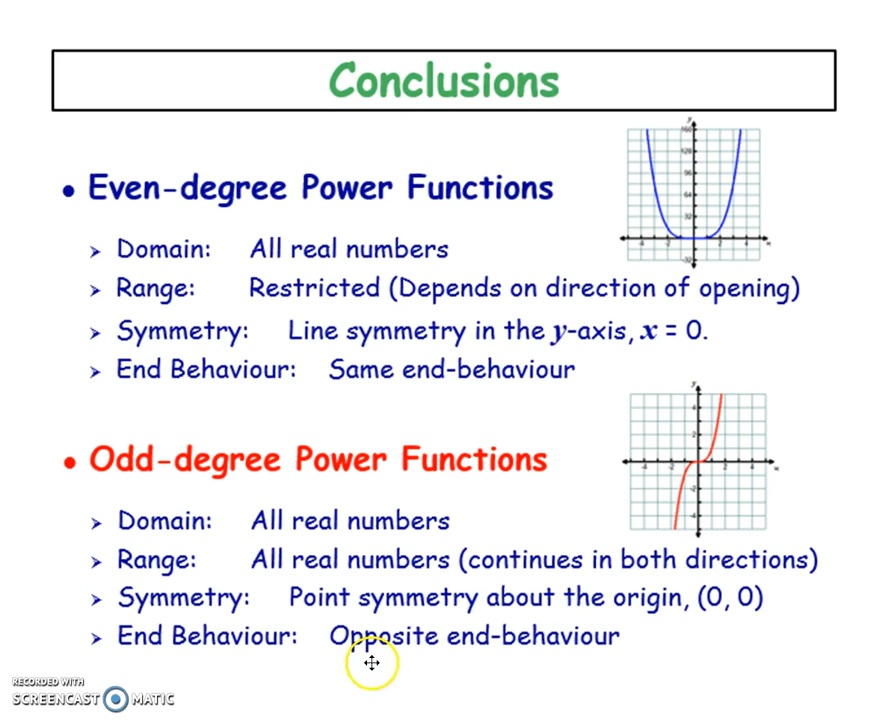 Conclusions
• Even-degree Power Functions
➢ Domain: All real numbers
➢ Range: Restricted (Depends on direction of opening)
➢ Symmetry: Line symmetry in the y-axis, x = 0.
➢ End Behaviour: Same end-behaviour
• Odd-degree Power Functions
➢ Domain: All real numbers
➢ Range: All real numbers (continues in both directions)
➢ Symmetry: Point symmetry about the origin, (0, 0)
➢ End Behaviour: Opposite end-behaviour
RECORDED WITH
SCREENCAST MATIC